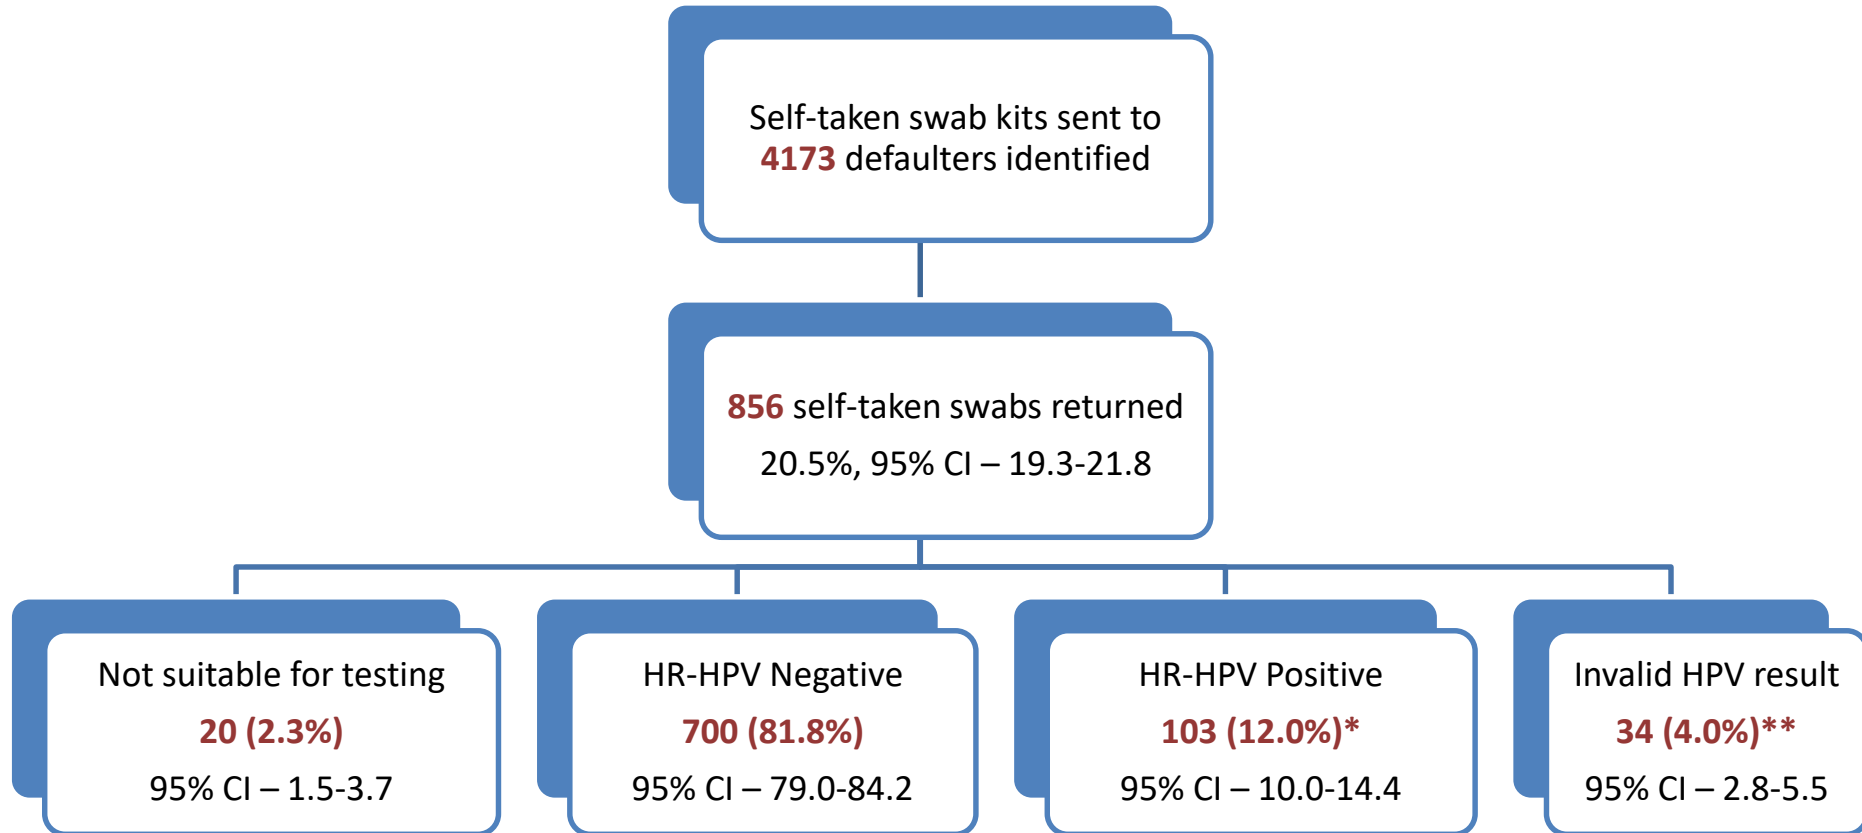 Self-taken swab kits sent to
4173 defaulters identified
856 self-taken swabs returned
20.5%, 95% CI – 19.3-21.8
Not suitable for testing
20 (2.3%)
95% CI – 1.5-3.7
HR-HPV Negative
700 (81.8%)
95% CI – 79.0-84.2
HR-HPV Positive
103 (12.0%)*
95% CI – 10.0-14.4
Invalid HPV result
34 (4.0%)**
95% CI – 2.8-5.5